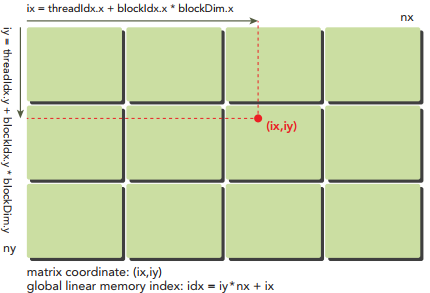 ix = threadIdx.x + blockIdx.x * blockDim.x
nx
iy = threadIdx.y + blockIdx.y * blockDim.y
(ix,iy)
ny
matrix coordinate: (ix,iy)
global linear memory index: idx = iy*nx + ix